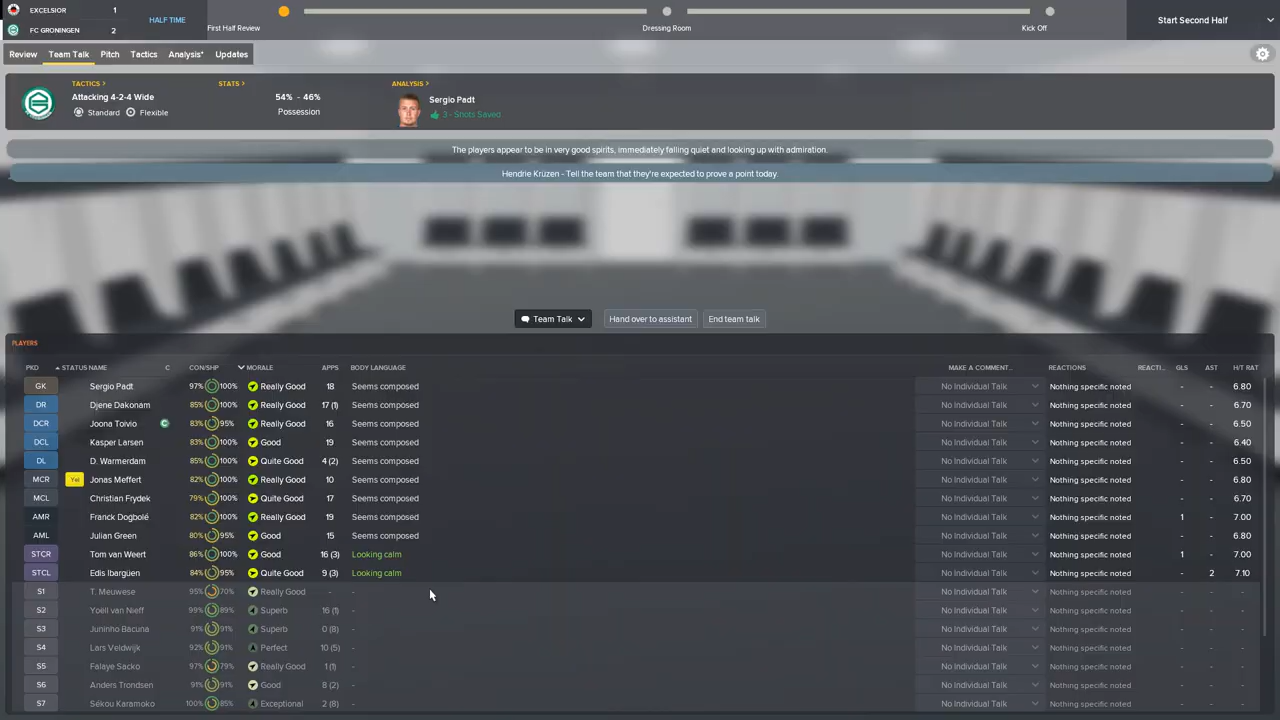 EXCELSIOR 1
FC GRONINGEN 2
HALF TIME
First Half Review
Dressing Room
Kick Off
Start Second Half
Review Team Talk Pitch Tactics Analysis* Updates
TACTICS > STATS > ANALYSIS >
Attacking 4-2-4 Wide 54% - 46% Sergio Padt
Standard Flexible Possession 3 - Shots Saved
The players appear to be in very good spirits, immediately falling quiet and looking up with admiration.
Hendrie Krüzen - Tell the team that they're expected to prove a point today.
Team Talk Hand over to assistant End team talk
PLAYERS
PKD STATUS NAME C CON/SHP MORALE APPS BODY LANGUAGE MAKE A COMMENT... REACTIONS REACTI... GLS AST H/T RAT
GK Sergio Padt 97% 100% Really Good 18 Seems composed No Individual Talk Nothing specific noted - - 6.80
DR Djene Dakonam 85% 100% Really Good 17 (1) Seems composed No Individual Talk Nothing specific noted - - 6.70
DCR Joona Toivio C 83% 95% Really Good 16 Seems composed No Individual Talk Nothing specific noted - - 6.50
DCL Kasper Larsen 83% 100% Good 19 Seems composed No Individual Talk Nothing specific noted - - 6.40
DL D. Warmerdam 85% 100% Quite Good 4 (2) Seems composed No Individual Talk Nothing specific noted - - 6.50
MCR Yel Jonas Meffert 82% 100% Really Good 10 Seems composed No Individual Talk Nothing specific noted - - 6.80
MCL Christian Frydek 79% 100% Quite Good 17 Seems composed No Individual Talk Nothing specific noted - - 6.70
AMR Franck Dogbolé 82% 100% Really Good 19 Seems composed No Individual Talk Nothing specific noted 1 - 7.00
AML Julian Green 80% 95% Good 15 Seems composed No Individual Talk Nothing specific noted - - 6.80
STCR Tom van Weert 86% 100% Good 16 (3) Looking calm No Individual Talk Nothing specific noted 1 - 7.00
STCL Edis Ibargüen 84% 95% Quite Good 9 (3) Looking calm No Individual Talk Nothing specific noted - 2 7.10
S1 T. Meuwese 95% 70% Really Good - - No Individual Talk Nothing specific noted - - -
S2 Yoëll van Nieff 99% 89% Superb 16 (1) - No Individual Talk Nothing specific noted - - -
S3 Juninho Bacuna 91% 91% Superb 0 (8) - No Individual Talk Nothing specific noted - - -
S4 Lars Veldwijk 92% 91% Perfect 10 (5) - No Individual Talk Nothing specific noted - - -
S5 Falaye Sacko 97% 79% Really Good 1 (1) - No Individual Talk Nothing specific noted - - -
S6 Anders Trondsen 91% 91% Good 8 (2) - No Individual Talk Nothing specific noted - - -
S7 Sékou Karamoko 100% 85% Exceptional 2 (8) - No Individual Talk Nothing specific noted - - -